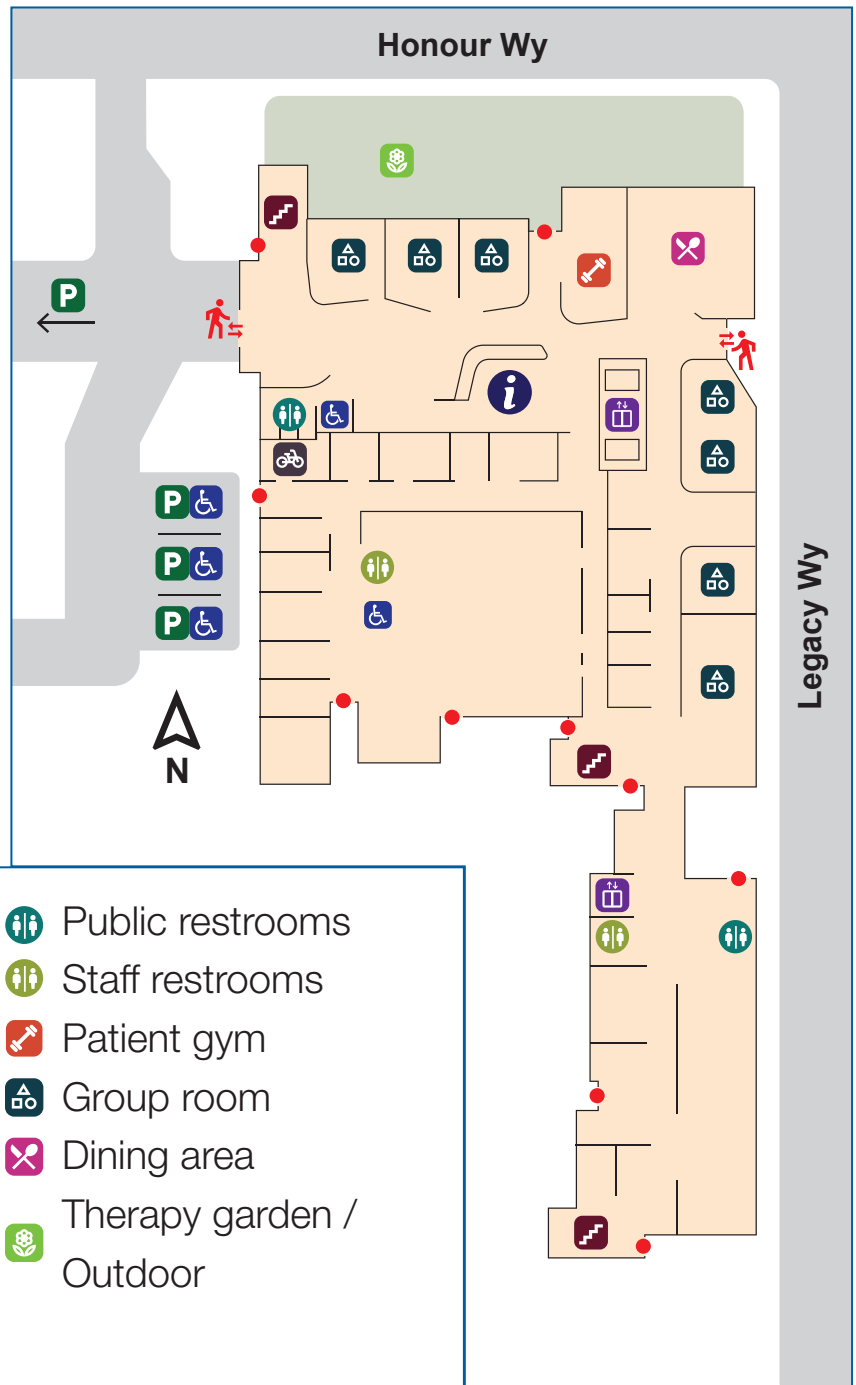 Honour Wy
P
i
P
P
P
Legacy Wy
N
Public restrooms
Staff restrooms
Patient gym
Group room
Dining area
Therapy garden /
Outdoor